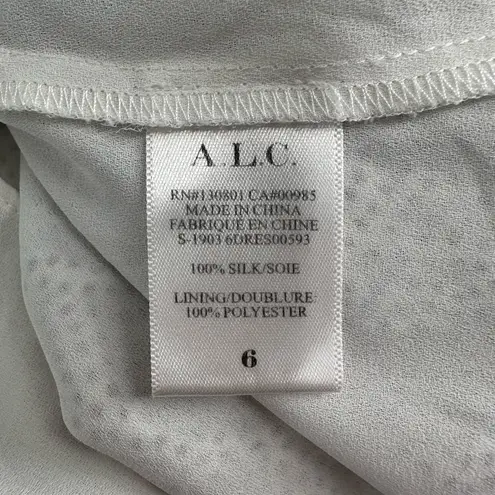 A.L.C.
RN#130801 CA#00985
MADE IN CHINA
FABRIQUE EN CHINE
S-1903 6DRES00593
100% SILK/SOIE
LINING/DOUBLURE
100% POLYESTER
6